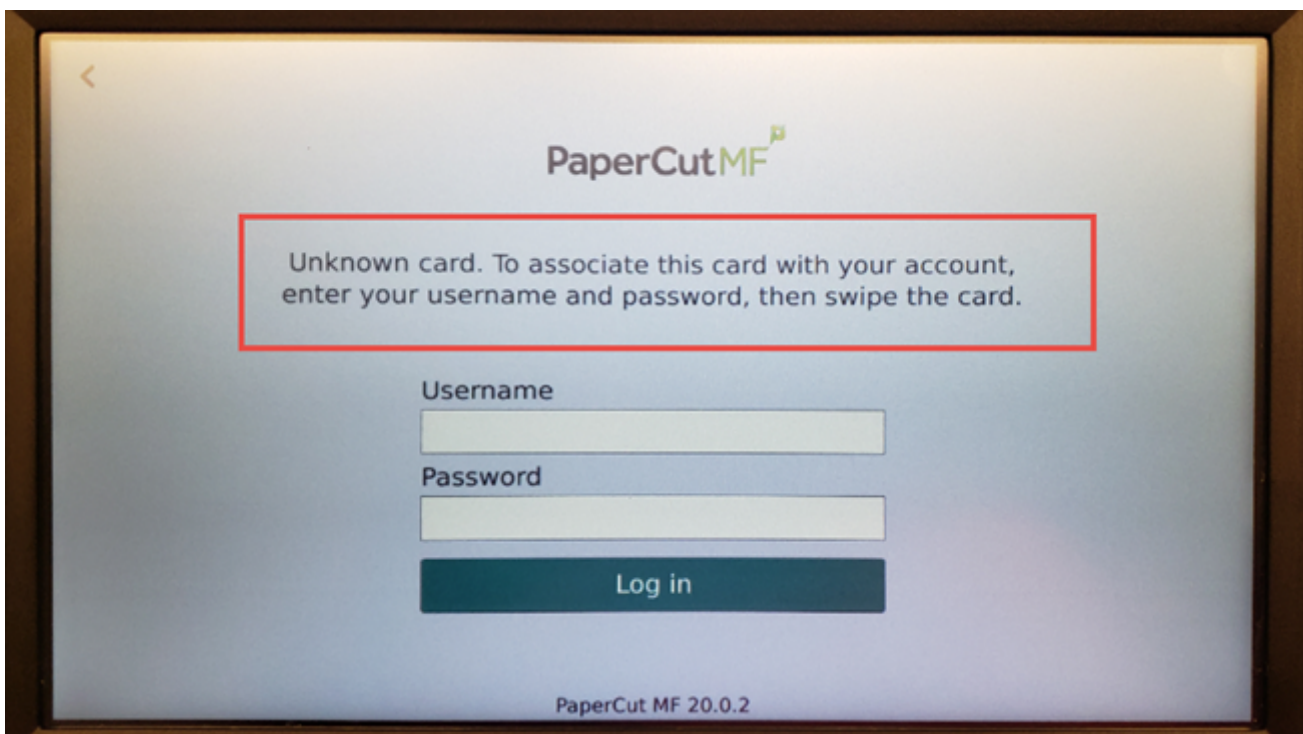 PaperCutMF
Unknown card. To associate this card with your account,
enter your username and password, then swipe the card.
Username
Password
Log in
PaperCut MF 20.0.2